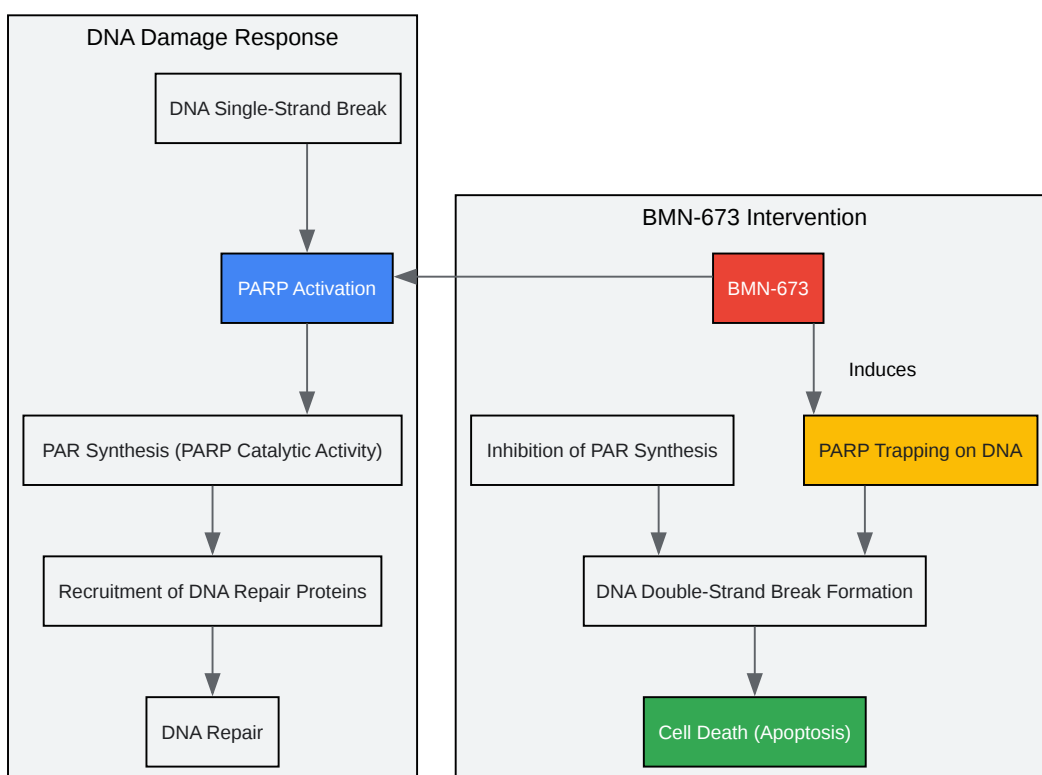 DNA Damage Response
DNA Single-Strand Break
PARP Activation
PAR Synthesis (PARP Catalytic Activity)
Recruitment of DNA Repair Proteins
DNA Repair
BMN-673 Intervention
BMN-673
Induces
Inhibition of PAR Synthesis
PARP Trapping on DNA
DNA Double-Strand Break Formation
Cell Death (Apoptosis)